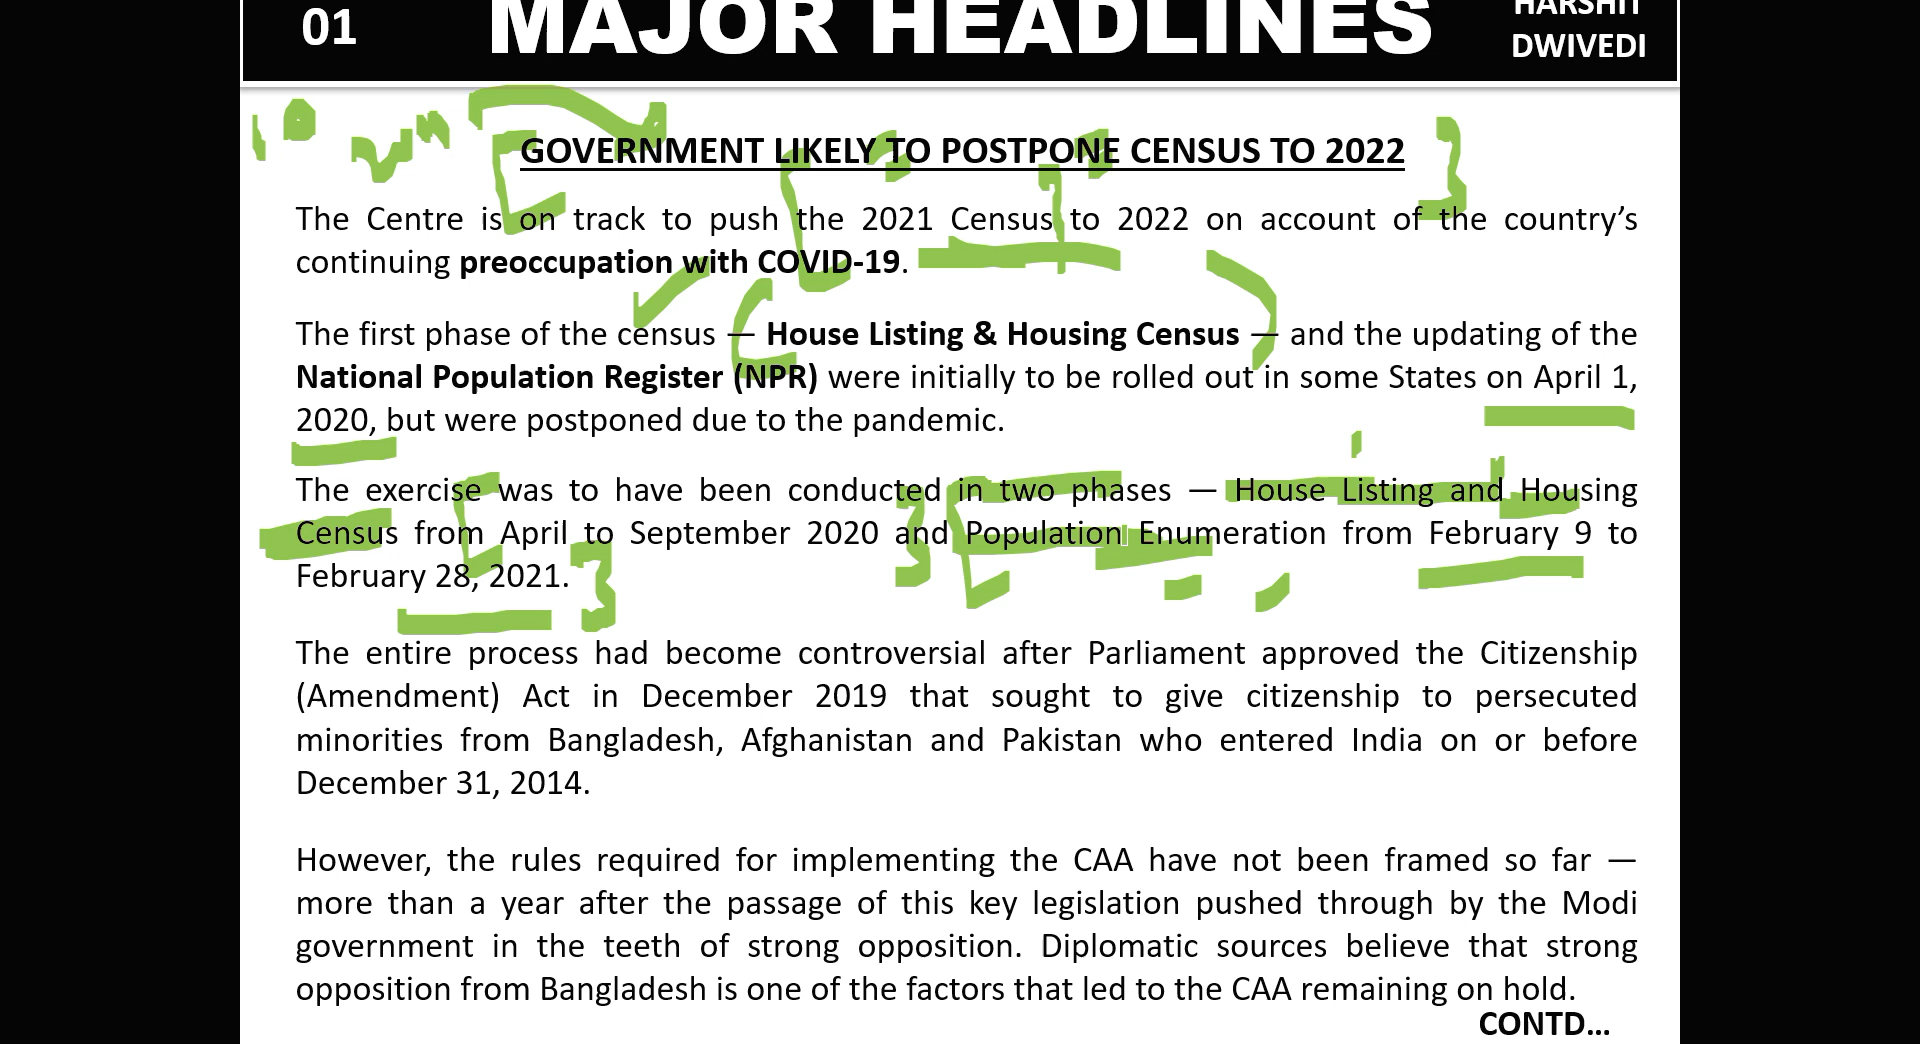 01
MAJOR HEADLINES
HARSHIT
DWIVEDI
GOVERNMENT LIKELY TO POSTPONE CENSUS TO 2022
The Centre is on track to push the 2021 Census to 2022 on account of the country’s
continuing preoccupation with COVID-19.
The first phase of the census — House Listing & Housing Census — and the updating of the
National Population Register (NPR) were initially to be rolled out in some States on April 1,
2020, but were postponed due to the pandemic.
The exercise was to have been conducted in two phases — House Listing and Housing
Census from April to September 2020 and Population Enumeration from February 9 to
February 28, 2021.
The entire process had become controversial after Parliament approved the Citizenship
(Amendment) Act in December 2019 that sought to give citizenship to persecuted
minorities from Bangladesh, Afghanistan and Pakistan who entered India on or before
December 31, 2014.
However, the rules required for implementing the CAA have not been framed so far —
more than a year after the passage of this key legislation pushed through by the Modi
government in the teeth of strong opposition. Diplomatic sources believe that strong
opposition from Bangladesh is one of the factors that led to the CAA remaining on hold.
CONTD...